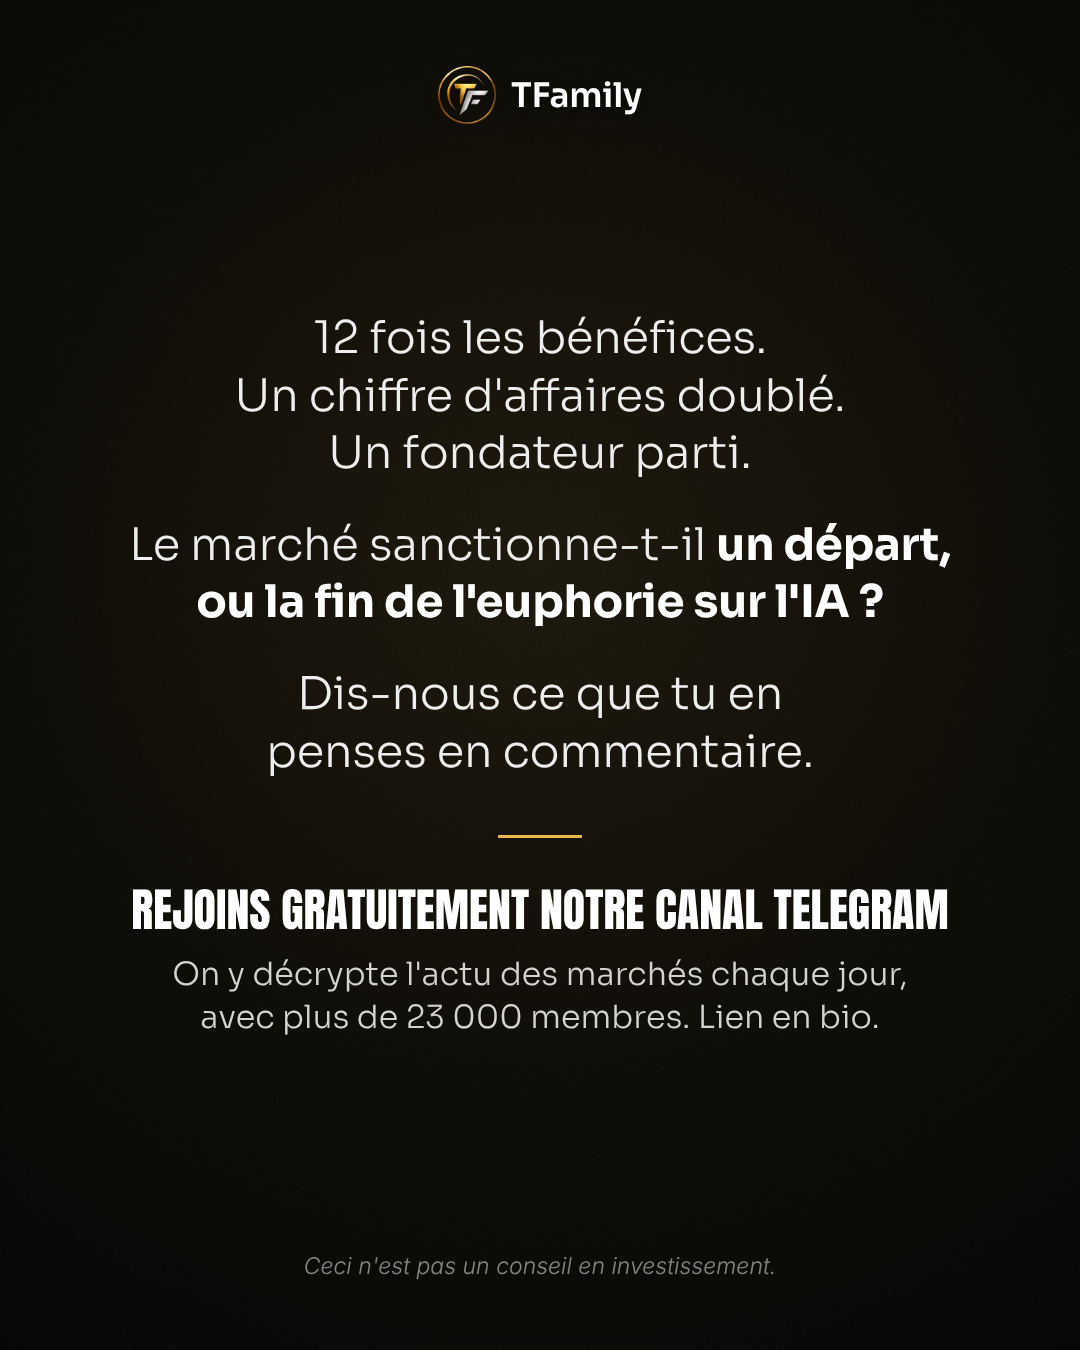 TFamily
12 fois les bénéfices.
Un chiffre d'affaires doublé.
Un fondateur parti.
Le marché sanctionne-t-il un départ,
ou la fin de l'euphorie sur l'IA ?
Dis-nous ce que tu en
penses en commentaire.
REJOINS GRATUITEMENT NOTRE CANAL TELEGRAM
On y décrypte l'actu des marchés chaque jour,
avec plus de 23 000 membres. Lien en bio.
Ceci n'est pas un conseil en investissement.